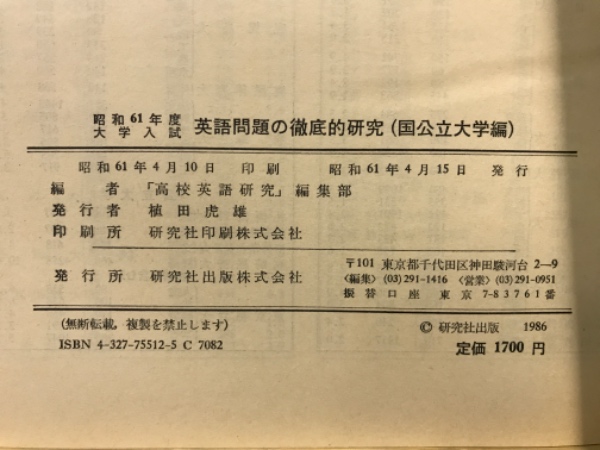 昭和61年度
大学入試 英語問題の徹底的研究(国公立大学編)
昭和61年4月10日 印刷 昭和61年4月15日 発行
編者 「高校英語研究」編集部
発行者 植田虎雄
印刷所 研究社印刷株式会社
発行所 研究社出版株式会社
〒101 東京都千代田区神田駿河台 2—9
〈編集〉(03)291-1416 〈営業〉(03)291-0951
振替口座 東京 7-83761番
(無断転載, 複製を禁止します)
ISBN 4-327-75512-5 C 7082
© 研究社出版 1986
定価 1700 円